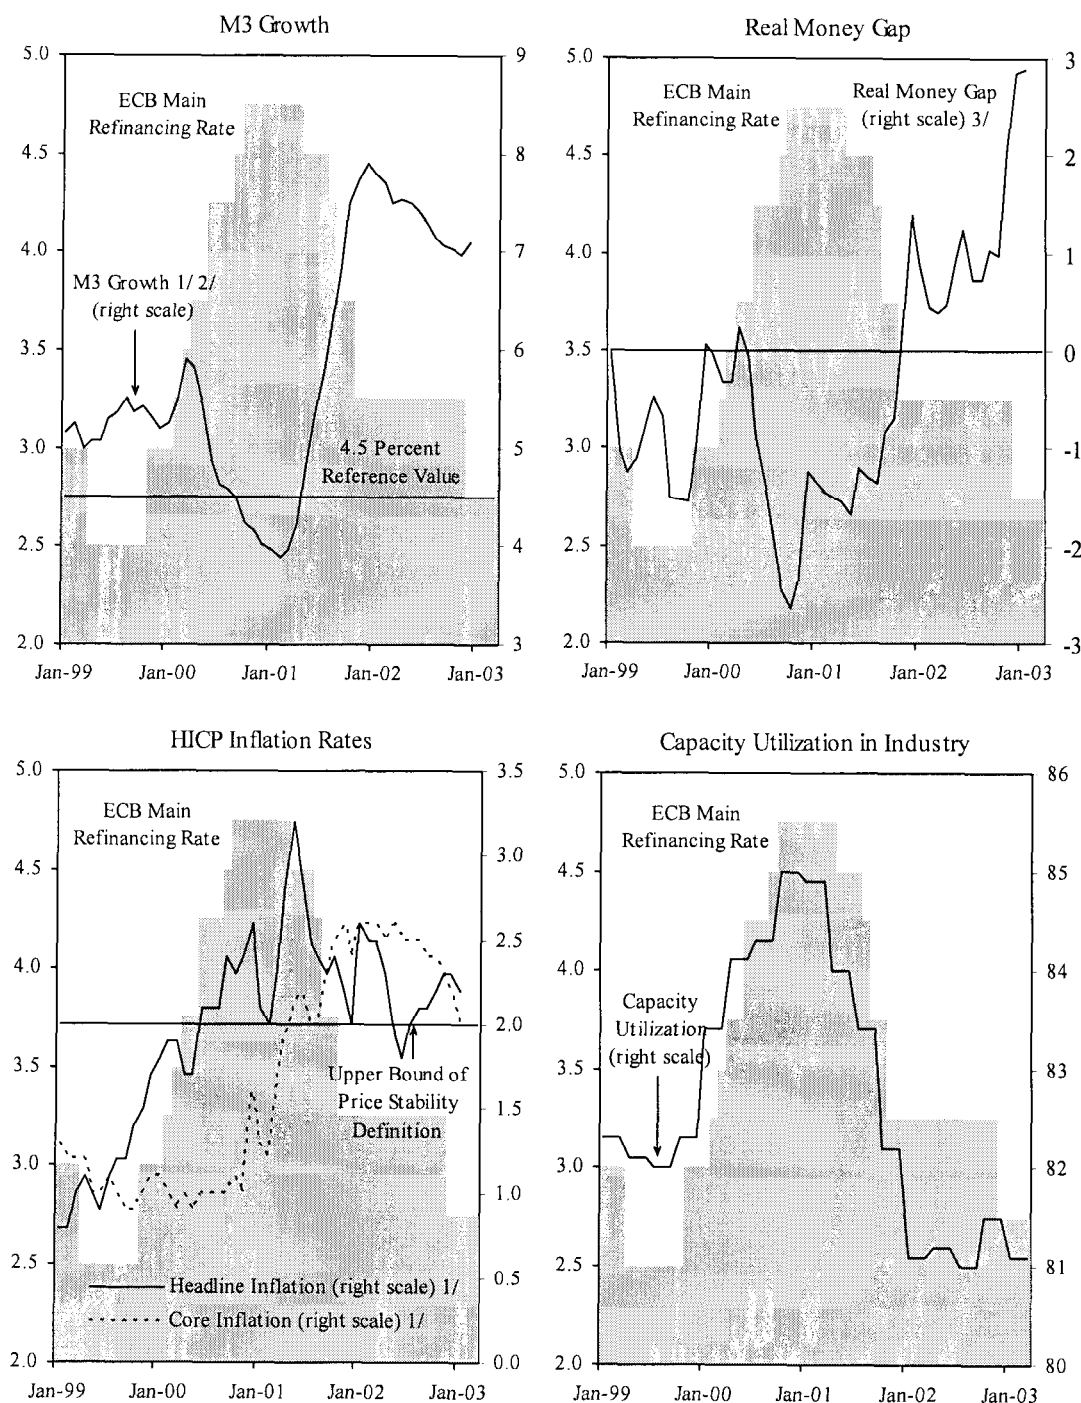 M3 Growth
5.0
4.5
4.0
3.5
3.0
2.5
2.0
9
8
7
6
5
4
3
ECB Main
Refinancing Rate
M3 Growth 1/ 2/
(right scale)
4.5 Percent
Reference Value
Jan-99
Jan-00
Jan-01
Jan-02
Jan-03
Real Money Gap
5.0
4.5
4.0
3.5
3.0
2.5
2.0
3
2
1
0
-1
-2
-3
ECB Main
Refinancing Rate
Real Money Gap
(right scale) 3/
Jan-99
Jan-00
Jan-01
Jan-02
Jan-03
HICP Inflation Rates
5.0
4.5
4.0
3.5
3.0
2.5
2.0
3.5
3.0
2.5
2.0
1.5
1.0
0.5
0.0
ECB Main
Refinancing Rate
Upper Bound of
Price Stability
Definition
Headline Inflation (right scale) 1/
Core Inflation (right scale) 1/
Jan-99
Jan-00
Jan-01
Jan-02
Jan-03
Capacity Utilization in Industry
5.0
4.5
4.0
3.5
3.0
2.5
2.0
86
85
84
83
82
81
80
ECB Main
Refinancing Rate
Capacity
Utilization
(right scale)
Jan-99
Jan-00
Jan-01
Jan-02
Jan-03